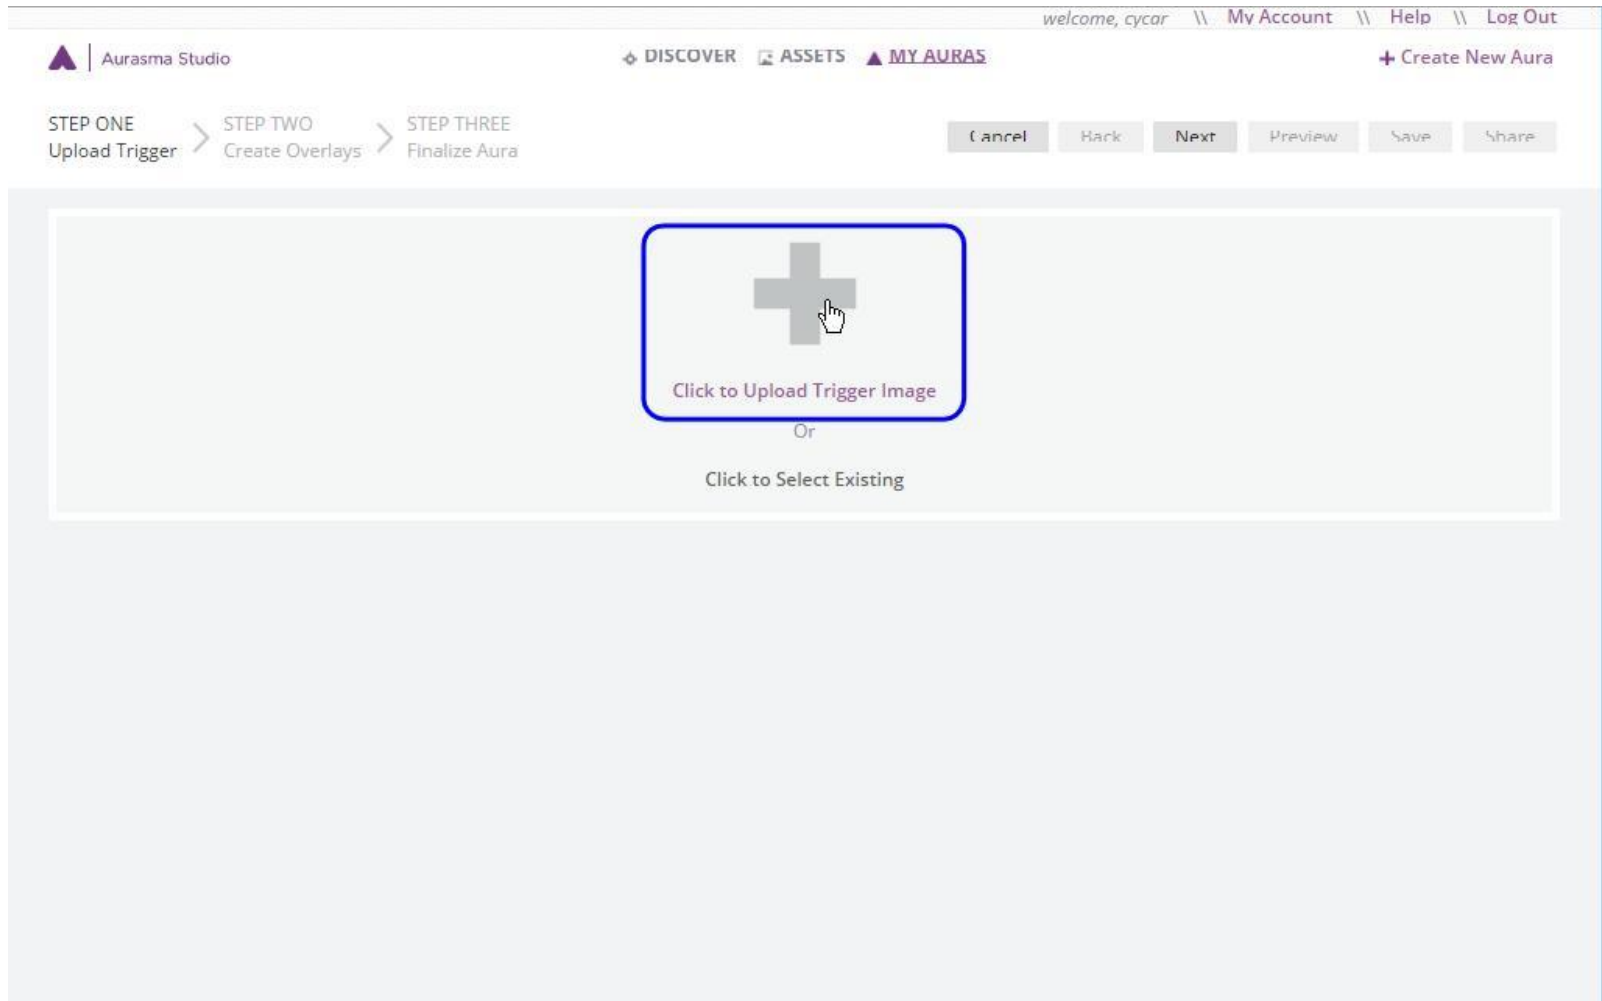 welcome, cycar \\ My Account \\ Help \\ Log Out
Aurasma Studio
DISCOVER ASSETS MY AURAS
+ Create New Aura
STEP ONE
Upload Trigger
STEP TWO
Create Overlays
STEP THREE
Finalize Aura
Cancel Back Next Preview Save Share
Click to Upload Trigger Image
Or
Click to Select Existing